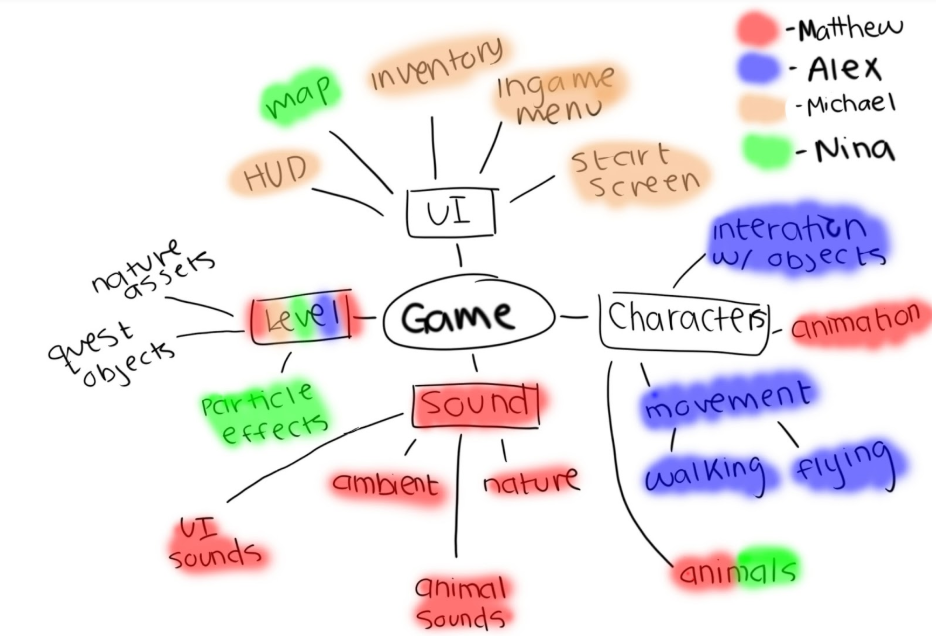 - Matthew
- Alex
- Michael
- Nina
map
inventory
Ingame
menu
HUD
start
screen
UI
interation
w/ objects
nature
assets
quest
objects
Level
Game
Characters
animation
particle
effects
sound
movement
walking
flying
ambient
nature
UI
sounds
animal
sounds
animals